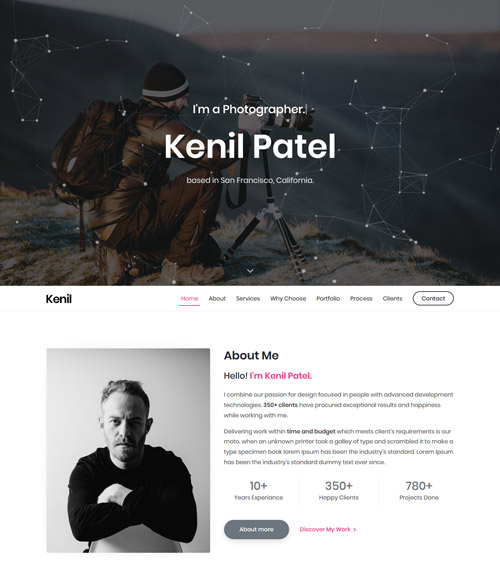 I'm a Photographer.
Kenil Patel
based in San Francisco, California.
Kenil
Home About Services Why Choose Portfolio Process Clients Contact
About Me
Hello! I'm Kenil Patel.
I combine our passion for design focused in people with advanced development
technologies. 350+ clients have procured exceptional results and happiness
while working with me.
Delivering work within time and budget which meets client's requirements is our
moto. when an unknown printer took a galley of type and scrambled it to make a
type specimen book lorem Ipsum has been the industry's standard. Lorem Ipsum
has been the industry's standard dummy text ever since.
10+ 350+ 780+
Years Experiance Happy Clients Projects Done
About more Discover My Work >